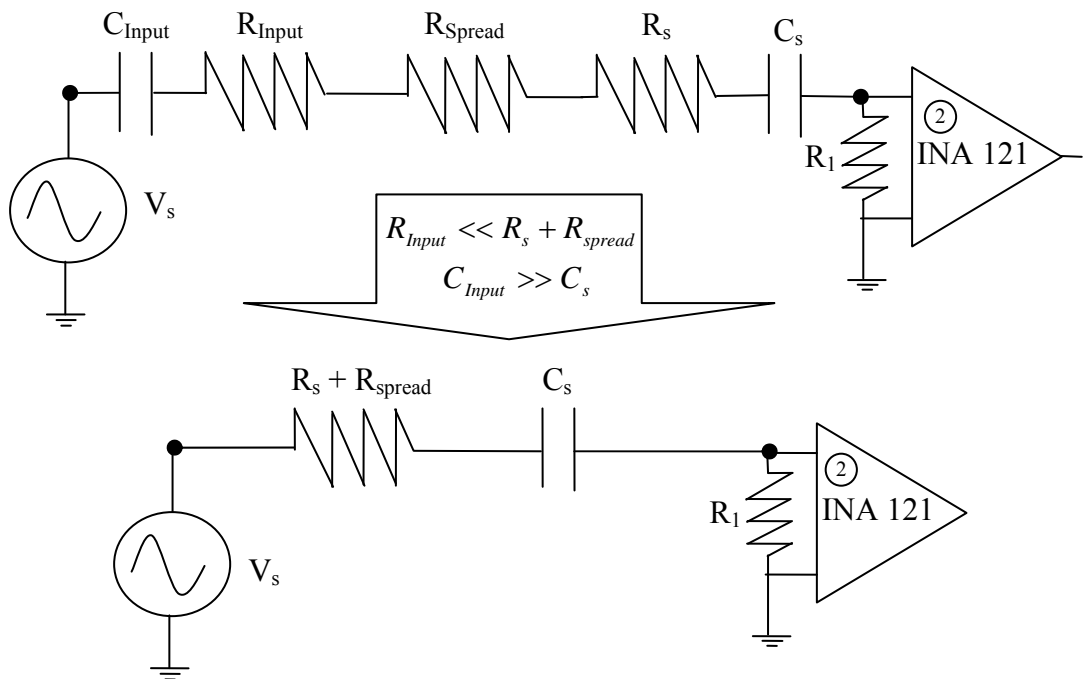 C_Input R_Input R_Spread R_s C_s
V_s
R_1
2
INA 121
R_Input << R_s + R_spread
C_Input >> C_s
R_s + R_spread C_s
V_s
R_1
2
INA 121